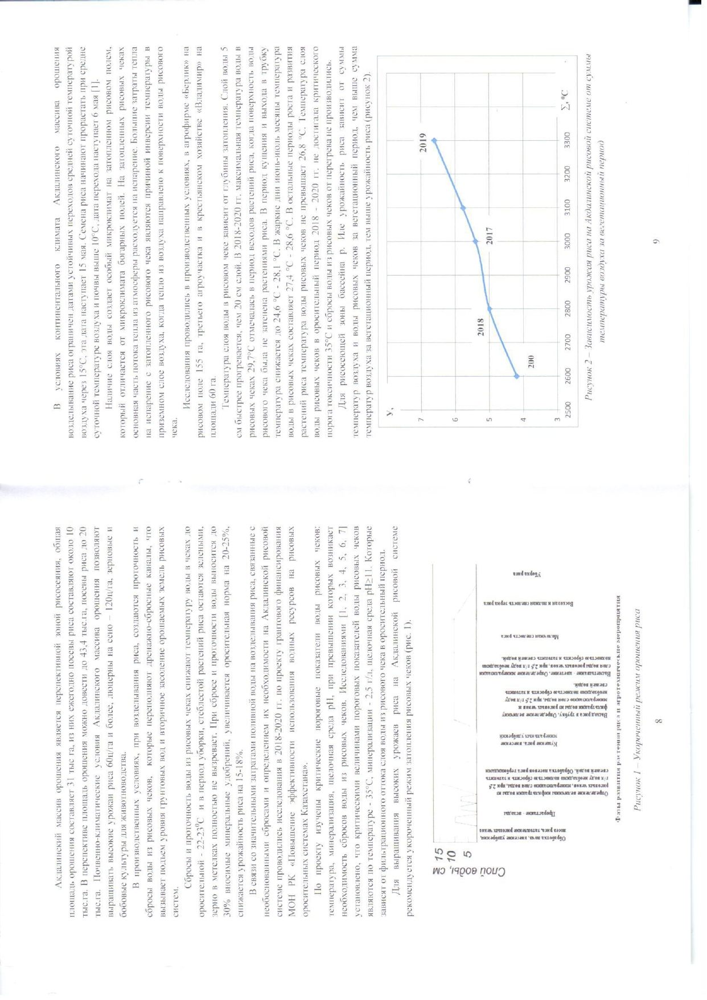 Акдалинский массив орошения является перспективной зоной рисосеяния, общая
площадь орошения составляет 31 тыс га, из них ежегодно посевы риса составляют около 10
тыс.га. В перспективе площадь орошения можно довести до 43,4 тыс.га, посевы риса до 20
тыс.га. Почвенно-климатические условия Акдалинского массива орошения позволяют
выращивать высокие урожаи риса 60ц/га и более, люцерны на сено – 120ц/га, зерновые и
бобовые культуры для животноводства.
В производственных условиях, при возделывания риса, создаются проточность и
сбросы воды из рисовых чеков, которые переполняют дренажно-сбросные каналы, что
вызывает подъем уровня грунтовых вод и вторичное засоление орошаемых земель рисовых
систем.
Сбросы и проточность воды из рисовых чеках снижают температуру воды в чеках до
оросительной - 22-23⁰С и в период уборки, стеблестой растений риса остаются зелеными,
зерно в метелках полностью не вызревает. При сбросе и проточности воды выносится до
30% вносимые минеральные удобрений, увеличивается оросительная норма на 20-25%,
снижается урожайность риса на 15-18%.
В связи со значительными затратами поливной воды на возделывания риса, связанные с
необоснованными сбросами и определением их необходимости на Акдалинской рисовой
системе проводились исследования в 2018-2020 гг. по проекту грантового финансирования
МОН РК «Повышение эффективности использования водных ресурсов на рисовых
оросительных системах Казахстана».
По проекту изучены критические пороговые показатели воды рисовых чеков:
температура, минерализация, щелочная среда рН, при превышении которых возникает
необходимость сбросов воды из рисовых чеков. Исследованиями [1, 2, 3, 4, 5, 6, 7]
установлено, что критическими величинами пороговых показателей воды рисовых чеков
являются по температуре - 35°С, минерализации - 2,5 г/л, щелочная среда рН≥11. Которые
зависят от фильтрационного оттока слоя воды из рисового чека в оросительный период.
Для выращивания высоких урожаев риса на Акдалинской рисовой системе
рекомендуется укороченный режим затопления рисовых чеков (рис. 1).
Слой воды, см
15
10
5
Обработка почв, внесение удобрения,
посев риса, затопление рисовых чеков
Прорастание - всходы
Определение величины инфильтрации воды из
рисовых чеков, минерализации слоя воды, при 2,5
г/л воду необходимо полностью сбросить и затопить
свежей водой. Обработка посевов риса гербицидами
Кущение риса, внесение
минеральных удобрений
Выход риса в трубку. Определение величину
фильтрации воды из рисовых чеков и
минерализацию слоя воды, при 2,5 г/л воду
необходимо полностью сбросить и затопить
свежей водой.
Выметывание - цветение. Определение минерализации
слоя воды рисовых чеков, при 2,5 г/л воду необходимо
полностью сбросить и затопить свежей водой.
Молочная спелость риса
Восковая и полная спелость зерна риса
Уборка риса
Фазы развития растений риса и агротехнические мероприятия
Рисунок 1 – Укороченный режим орошения риса
8
В условиях континентального климата Акдалинского массива орошения
возделывание риса ограничен датами устойчивых переходов средней суточной температурой
воздуха через 15°С, эта дата наступает 15 мая. Семена риса начинают прорастать при средне
суточной температуре воздуха и почвы выше 10°С, дата перехода наступает 6 мая [1].
Наличие слоя воды создает особый микроклимат на затопленном рисовом полем,
который отличается от микроклимата богарных полей. На затопленных рисовых чеках
основная часть потока тепла из атмосферы расходуется на испарение. Большие затраты тепла
на испарение с затопленного рисового чека являются причиной инверсии температуры в
приземном слое воздуха, когда тепло из воздуха направлено к поверхности воды рисового
чека.
Исследования проводились в производственных условиях, в агрофирме «Берлик» на
рисовом поле 155 га, третьего агроучастка и в крестьянском хозяйстве «Владимир» на
площади 60 га.
Температура слоя воды в рисовом чеке зависит от глубины затопления. Слой воды 5
см быстрее прогревается, чем 20 см слой. В 2018-2020 гг. максимальная температура воды в
рисовых чеках 29,7°С отмечалась в период всходов растений риса, когда поверхность воды
рисового чека была не затенена растениями риса. В период кущения и выхода в трубку
температура снижается до 24,6 °С - 28,1 °С. В жаркие дни июнь-июль месяцы температура
воды в рисовых чеках составляет 27,4 °С - 28,6 °С. В остальные периоды роста и развития
растений риса температура воды рисовых чеков не превышает 26,8 °С. Температура слоя
воды рисовых чеков в оросительный период 2018 - 2020 гг. не достигала критического
порога токсичности 35°С и сбросы воды из рисовых чеков от перегрева не производились.
Для рисосеющей зоны бассейна р. Иле урожайность риса зависит от суммы
температур воздуха и воды рисовых чеков за вегетационный период, чем выше сумма
температур воздуха за вегетационный период, тем выше урожайность риса (рисунок 2).
У,
7
6
5
4
3
200
2018
2017
2019
2500 2600 2700 2800 2900 3000 3100 3200 3300 Σ, ⁰С
Рисунок 2 – Зависимость урожая риса на Акдалинской рисовой системе от суммы
температуры воздуха за вегетационный период
9